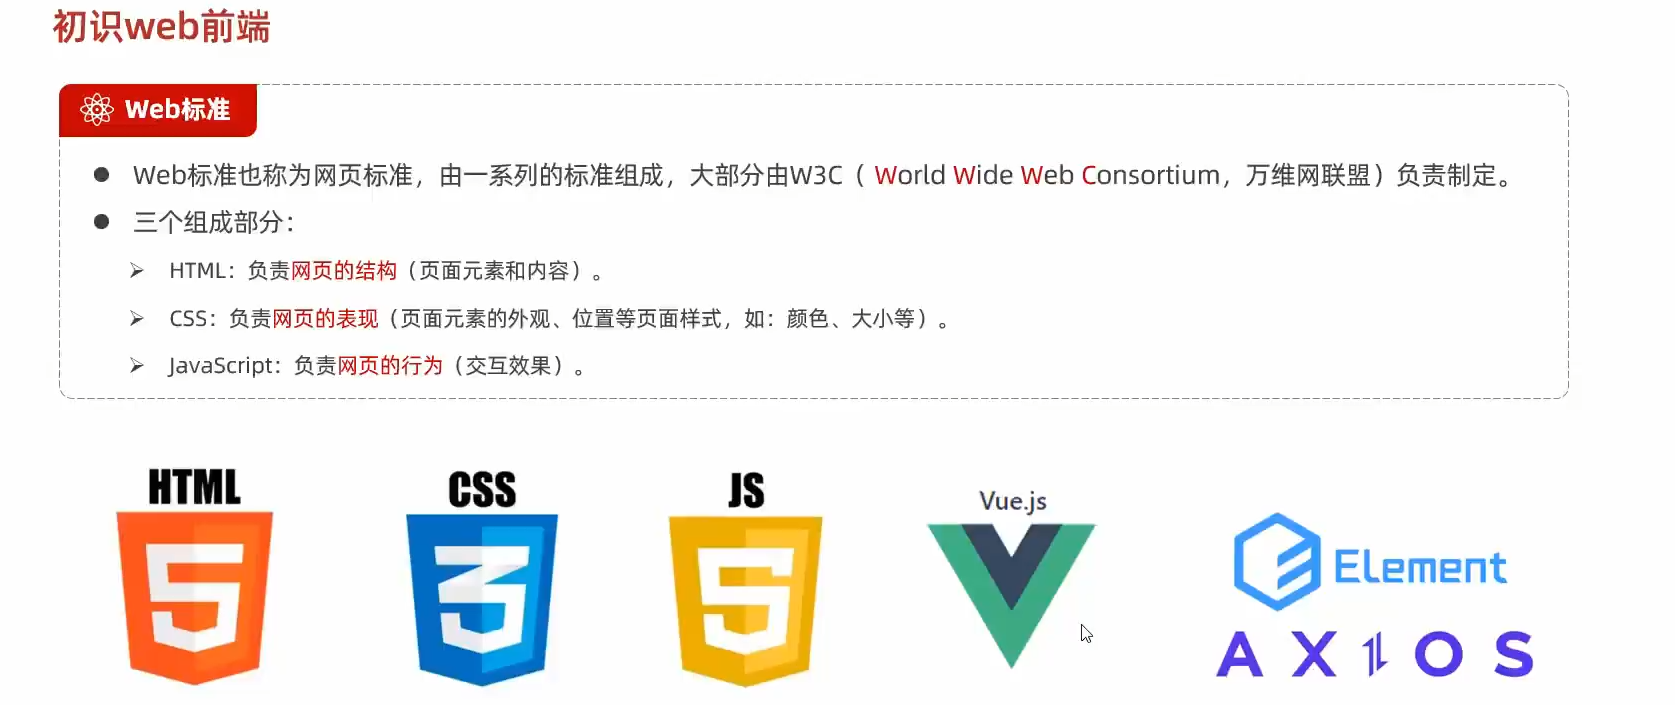 初识web前端
Web标准
● Web标准也称为网页标准，由一系列的标准组成，大部分由W3C（ World Wide Web Consortium，万维网联盟）负责制定。
● 三个组成部分：
➢ HTML：负责网页的结构（页面元素和内容）。
➢ CSS：负责网页的表现（页面元素的外观、位置等页面样式，如：颜色、大小等）。
➢ JavaScript：负责网页的行为（交互效果）。
HTML CSS JS Vue.js
5 3 5
Element
AXIOS